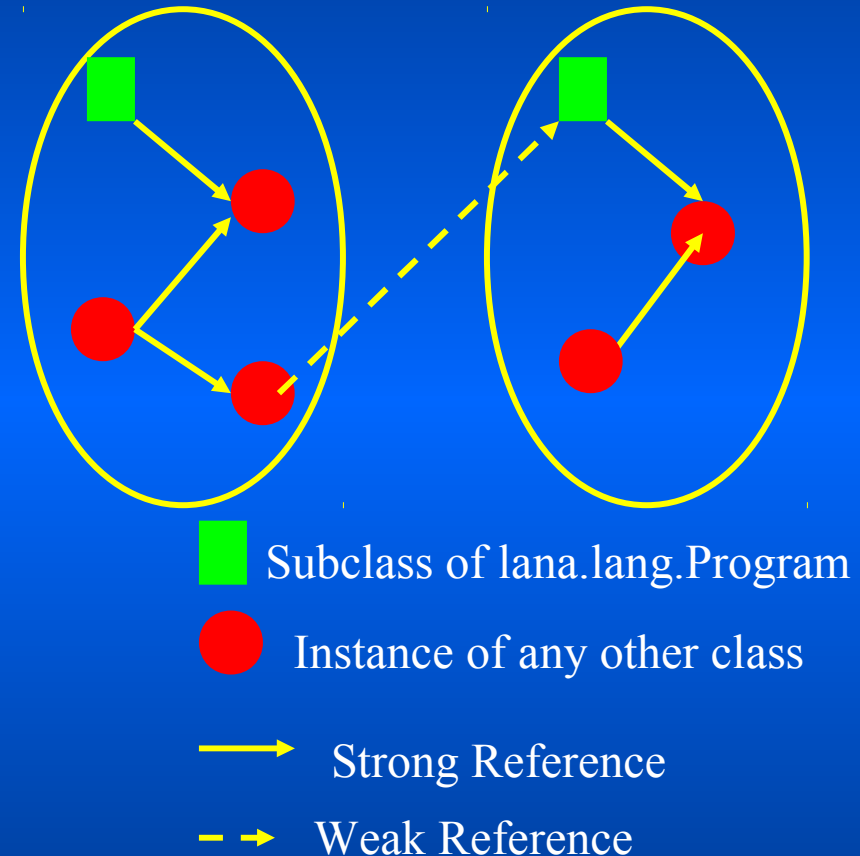 Subclass of lana.lang.Program
Instance of any other class
Strong Reference
Weak Reference